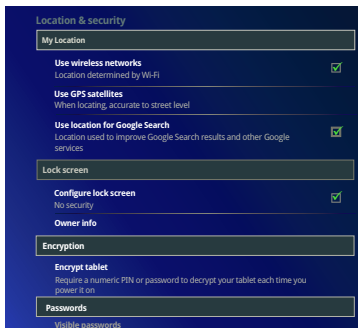 Location & security
My Location
Use wireless networks
Location determined by Wi-Fi
Use GPS satellites
When locating, accurate to street level
Use location for Google Search
Location used to improve Google Search results and other Google
services
Lock screen
Configure lock screen
No security
Owner info
Encryption
Encrypt tablet
Require a numeric PIN or password to decrypt your tablet each time you
power it on
Passwords
Visible passwords